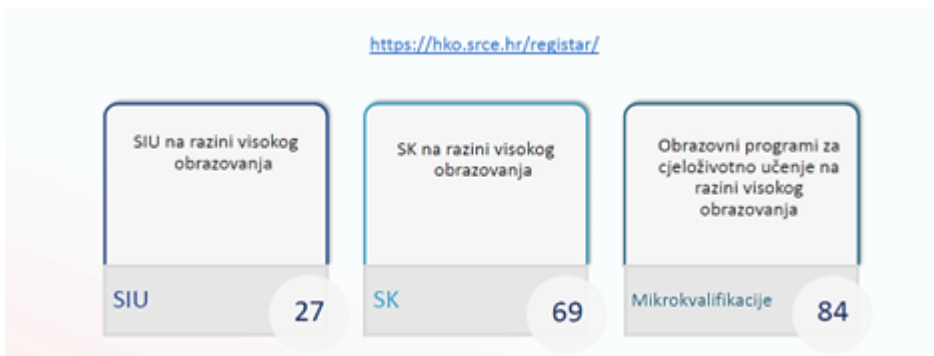 https://hko.srce.hr/registar/
SIU na razini visokog
obrazovanja
SIU
27
SK na razini visokog
obrazovanja
SK
69
Obrazovni programi za
cjeloživotno učenje na
razini visokog
obrazovanja
Mikrokvalifikacije
84